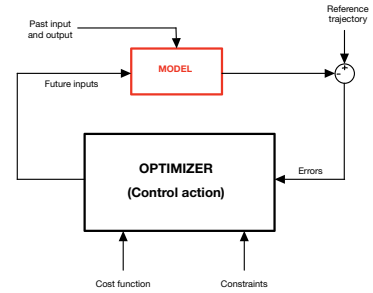 Reference
trajectory
Past input
and output
+
MODEL
-
Future inputs
OPTIMIZER
(Control action)
Errors
Cost function
Constraints